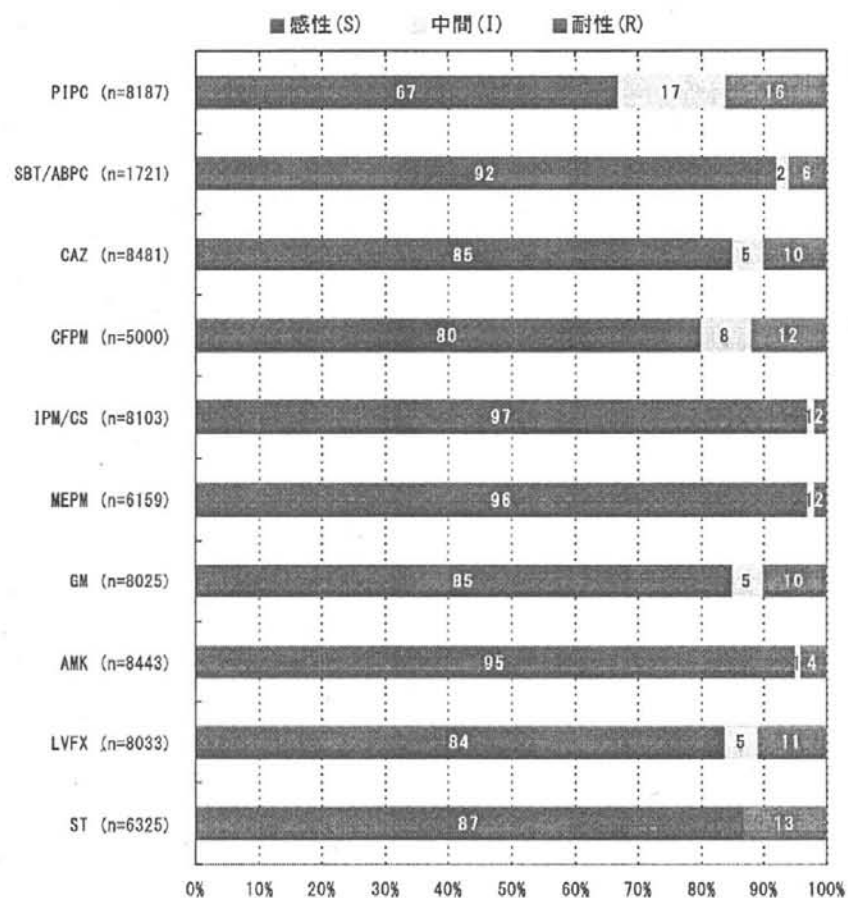 ■感性(S) 中間(I) ■耐性(R)
PIPC (n=8187) 67 17 16
SBT/ABPC (n=1721) 92 2 6
CAZ (n=8481) 85 5 10
CFPM (n=5000) 80 8 12
IPM/CS (n=8103) 97 1 2
MEPM (n=6159) 96 1 2
GM (n=8025) 85 5 10
AMK (n=8443) 95 1 4
LVFX (n=8033) 84 5 11
ST (n=6325) 87 13
0% 10% 20% 30% 40% 50% 60% 70% 80% 90% 100%